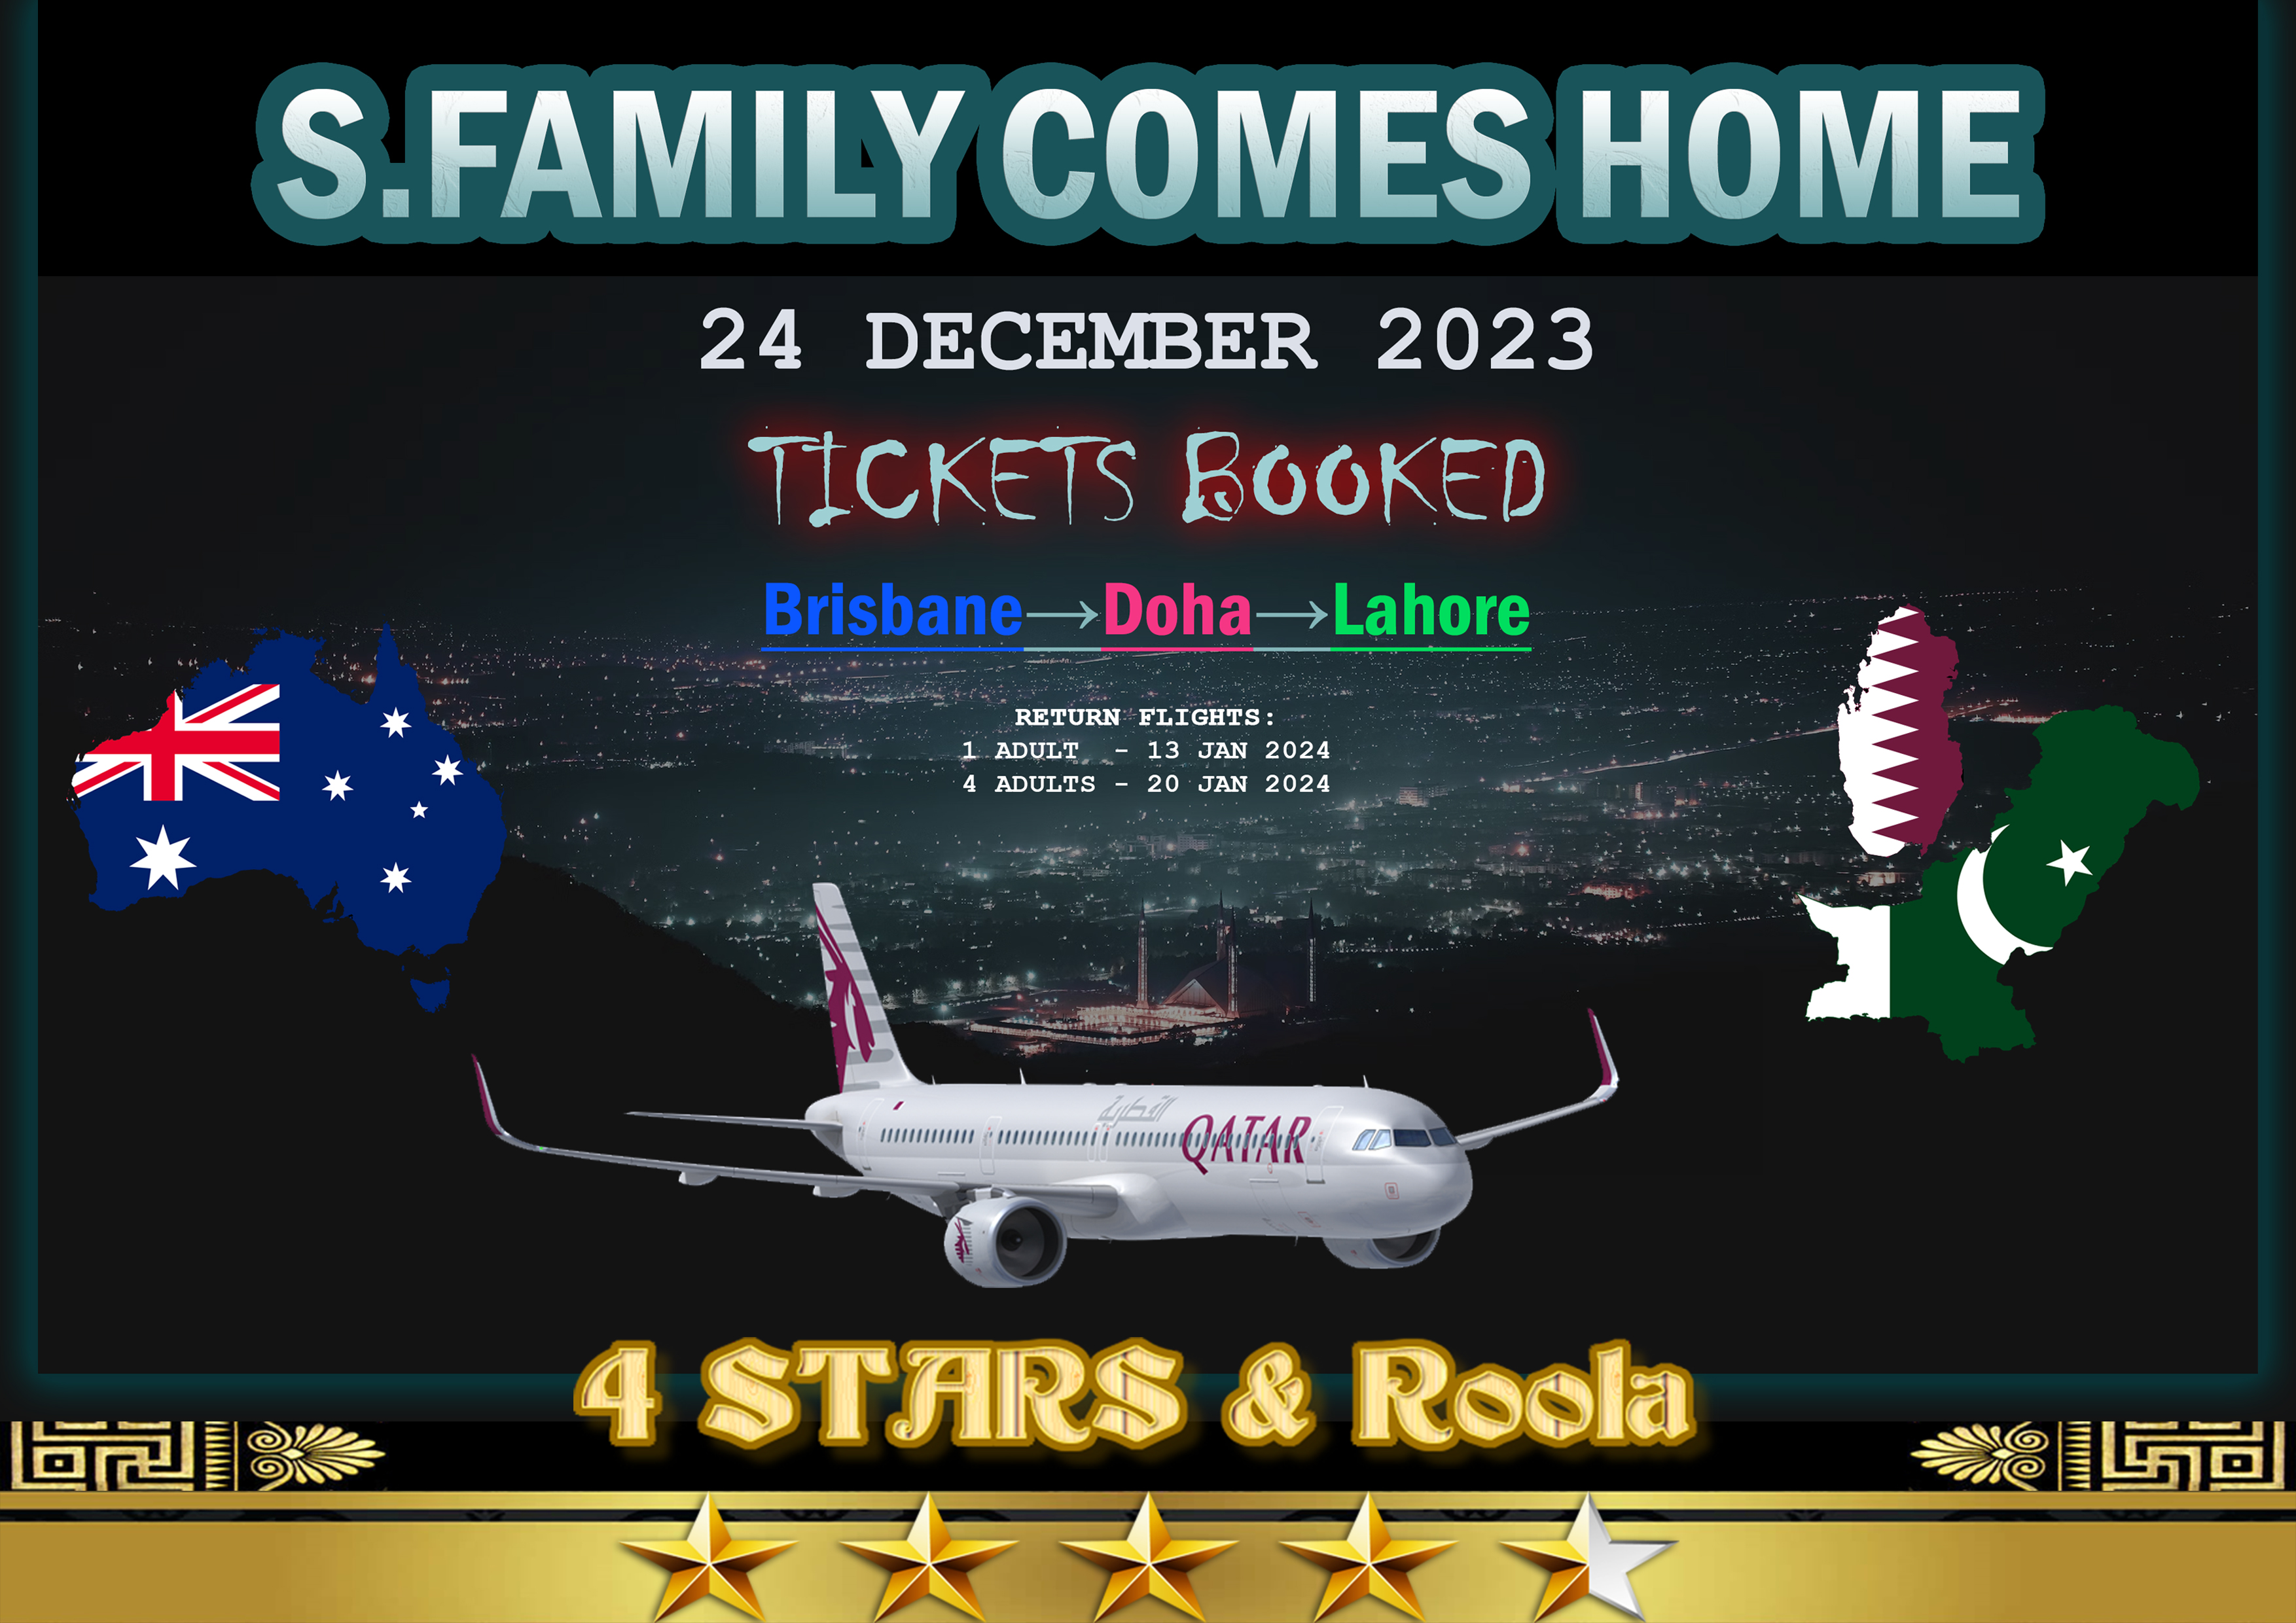 S.FAMILY COMES HOME
24 DECEMBER 2023
TICKETS BOOKED
Brisbane→Doha→Lahore
RETURN FLIGHTS:
1 ADULT - 13 JAN 2024
4 ADULTS - 20 JAN 2024
القطرية
QATAR
4 STARS & Roola